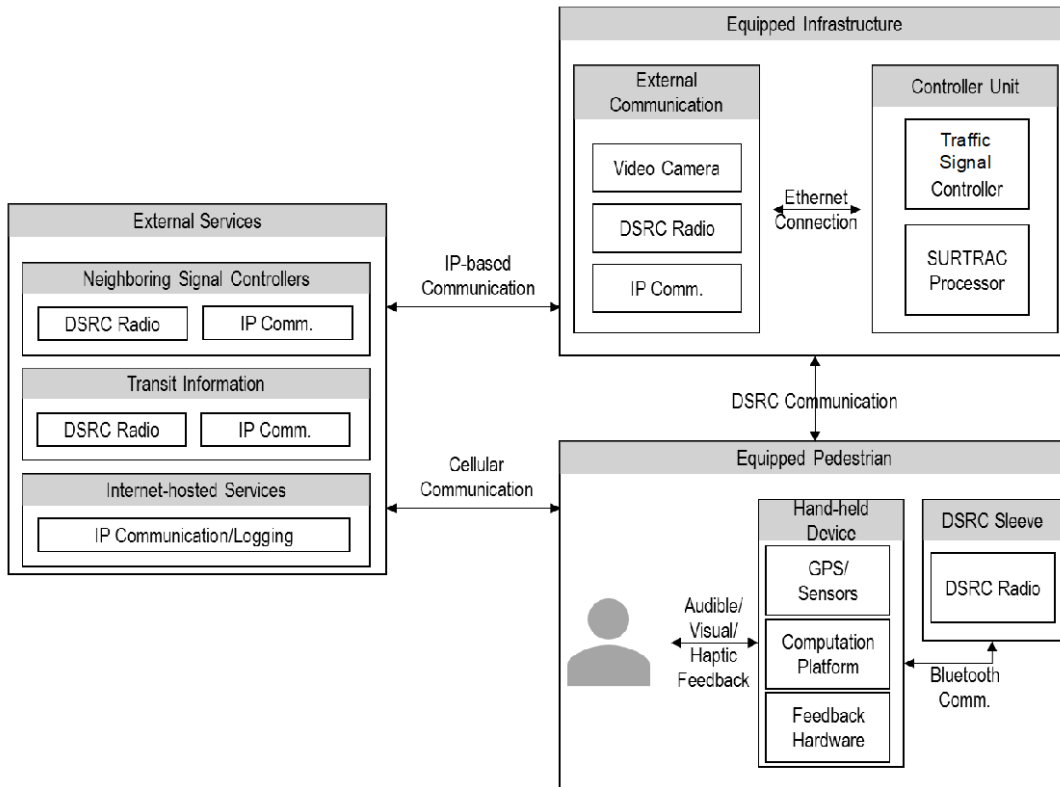 Equipped Infrastructure
External
Communication
Video Camera
DSRC Radio
IP Comm.
Ethernet
Connection
Controller Unit
Traffic
Signal
Controller
SURTRAC
Processor
External Services
Neighboring Signal Controllers
DSRC Radio
IP Comm.
Transit Information
DSRC Radio
IP Comm.
Internet-hosted Services
IP Communication/Logging
IP-based
Communication
DSRC Communication
Cellular
Communication
Equipped Pedestrian
Audible/
Visual/
Haptic
Feedback
Hand-held
Device
GPS/
Sensors
Computation
Platform
Feedback
Hardware
DSRC Sleeve
DSRC Radio
Bluetooth
Comm.